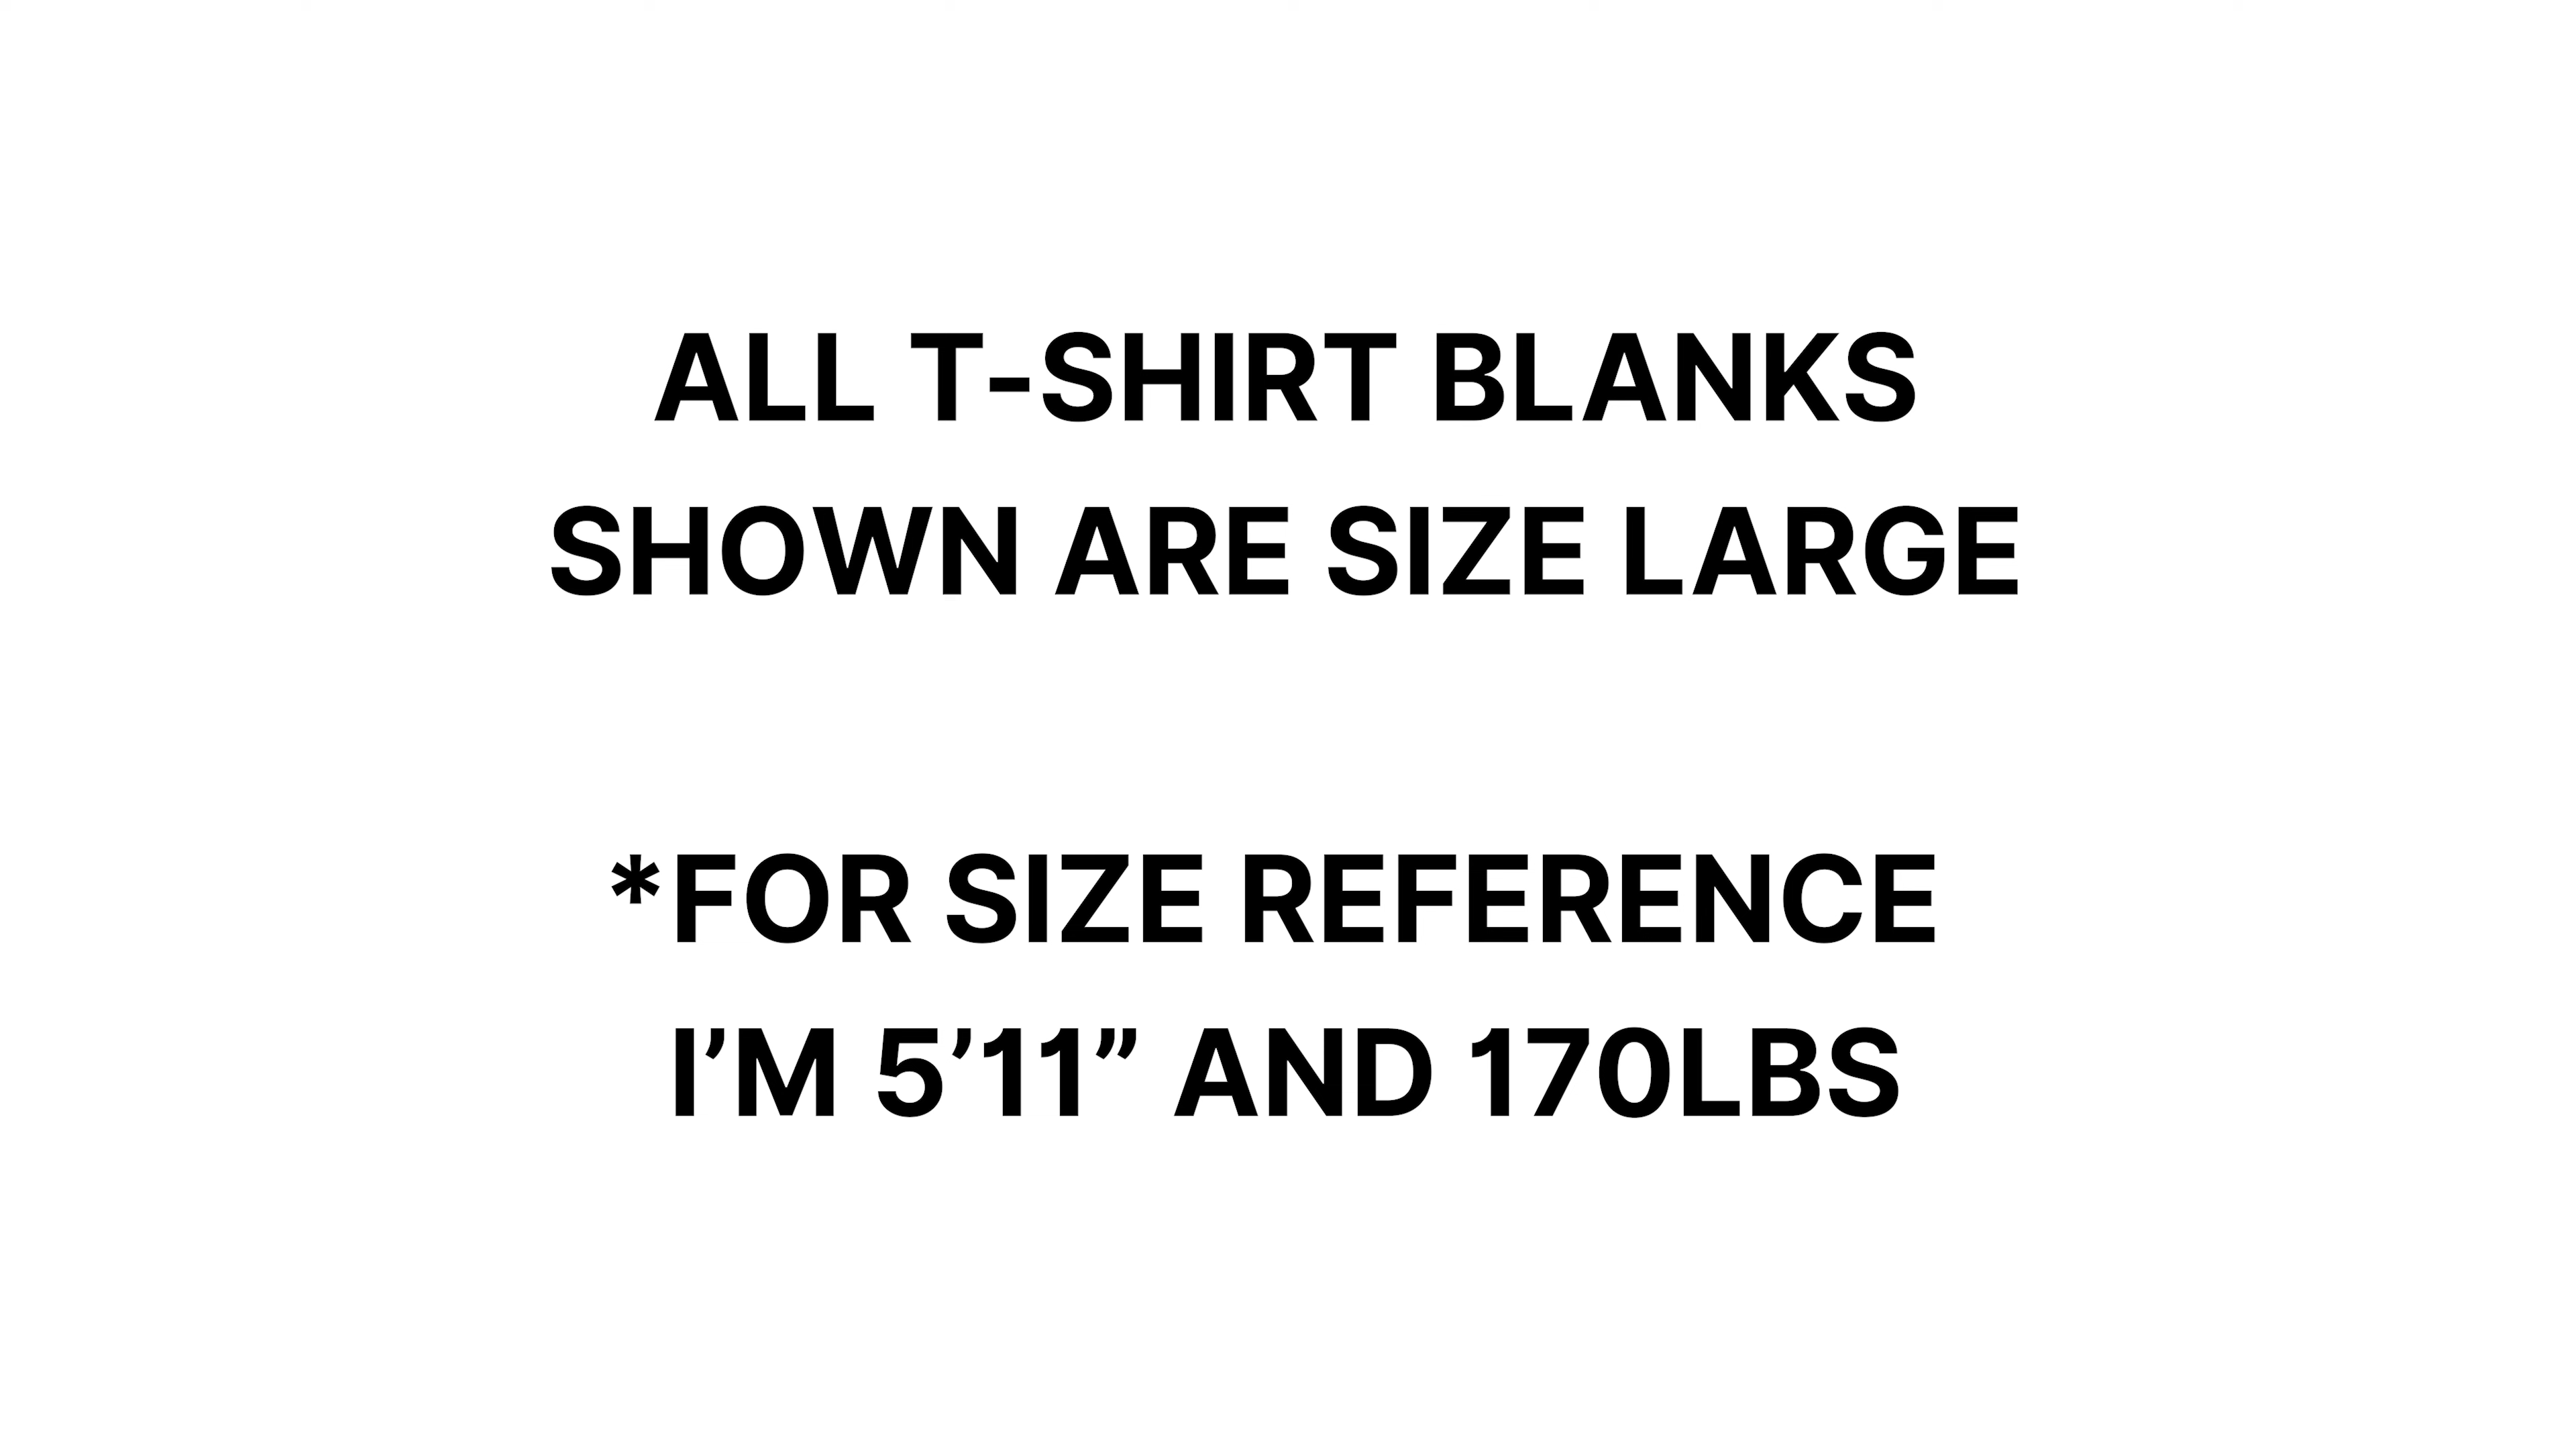 ALL T-SHIRT BLANKS
SHOWN ARE SIZE LARGE
*FOR SIZE REFERENCE
I’M 5’11” AND 170LBS